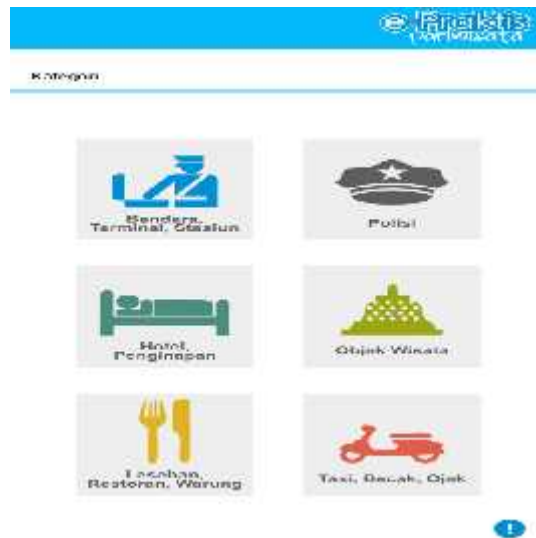 e-Praktis
Pariwisata
Kategori
Bandara,
Terminal, Stasiun
Polisi
Hotel,
Penginapan
Objek Wisata
Lesehan,
Restoran, Warung
Taxi, Becak, Ojek
!